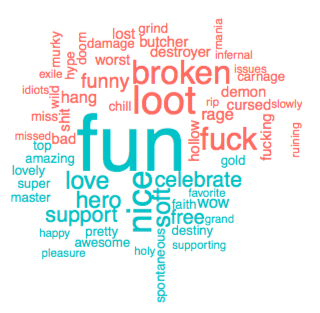 lost
grind
mania
murky
doom
damage
butcher
hype
destroyer
infernal
worst
broken
issues
exile
carnage
idiots
wild
funny
demon
hang
loot
rip
cursed
slowly
miss
shit
chill
rage
missed
bad
hollow
fuck
fucking
ruining
top
fun
amazing
gold
lovely
super
love
nice
celebrate
master
hero
soft
favorite
faith
wow
support
free
grand
happy
pretty
destiny
awesome
holy
supporting
pleasure
spontaneous